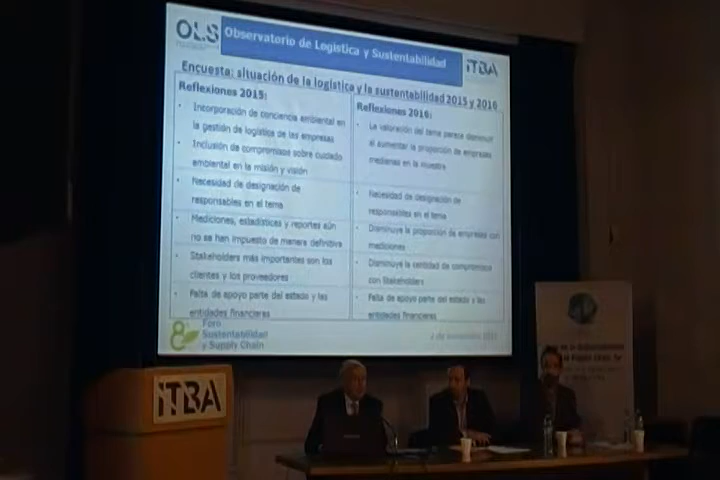 OLS
Observatorio de Logística y Sustentabilidad
ITBA
Encuesta: situación de la logística y la sustentabilidad 2015 y 2016
Reflexiones 2015:
Incorporación de conciencia ambiental en
la gestión de logística de las empresas
Inclusión de compromisos sobre cuidado
ambiental en la misión y visión
Necesidad de designación de
responsables en el tema
Mediciones, estadísticas y reportes aún
no se han impuesto de manera definitiva
Stakeholders más importantes son los
clientes y los proveedores
Falta de apoyo parte del estado y las
entidades financieras
Reflexiones 2016:
La valoración del tema parece disminuir
al aumentar la proporción de empresas
medianas en la muestra
Necesidad de designación de
responsables en el tema
Disminuye la proporción de empresas con
mediciones
Disminuye la cantidad de compromisos
con Stakeholders
Falta de apoyo parte del estado y las
entidades financieras
8º Foro
Sustentabilidad
y Supply Chain
ITBA